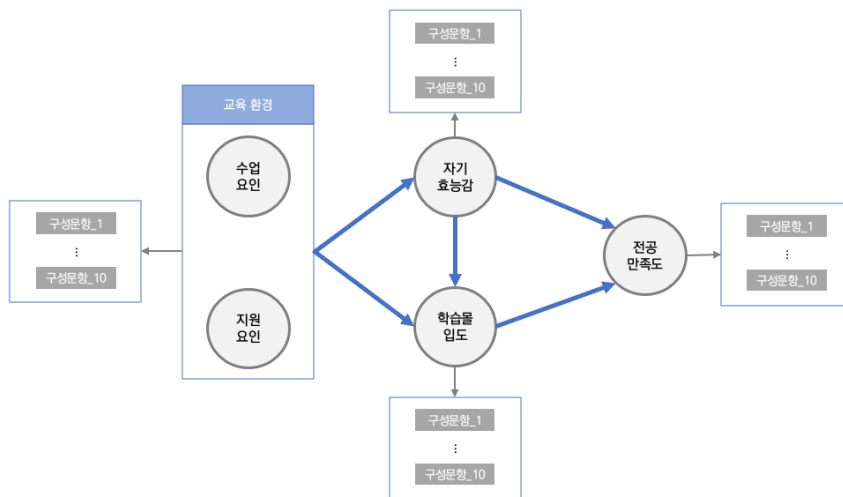 구성문항_1
⋮
구성문항_10
교육 환경
수업
요인
자기
효능감
구성문항_1
⋮
구성문항_10
전공
만족도
구성문항_1
⋮
구성문항_10
지원
요인
학습몰
입도
구성문항_1
⋮
구성문항_10